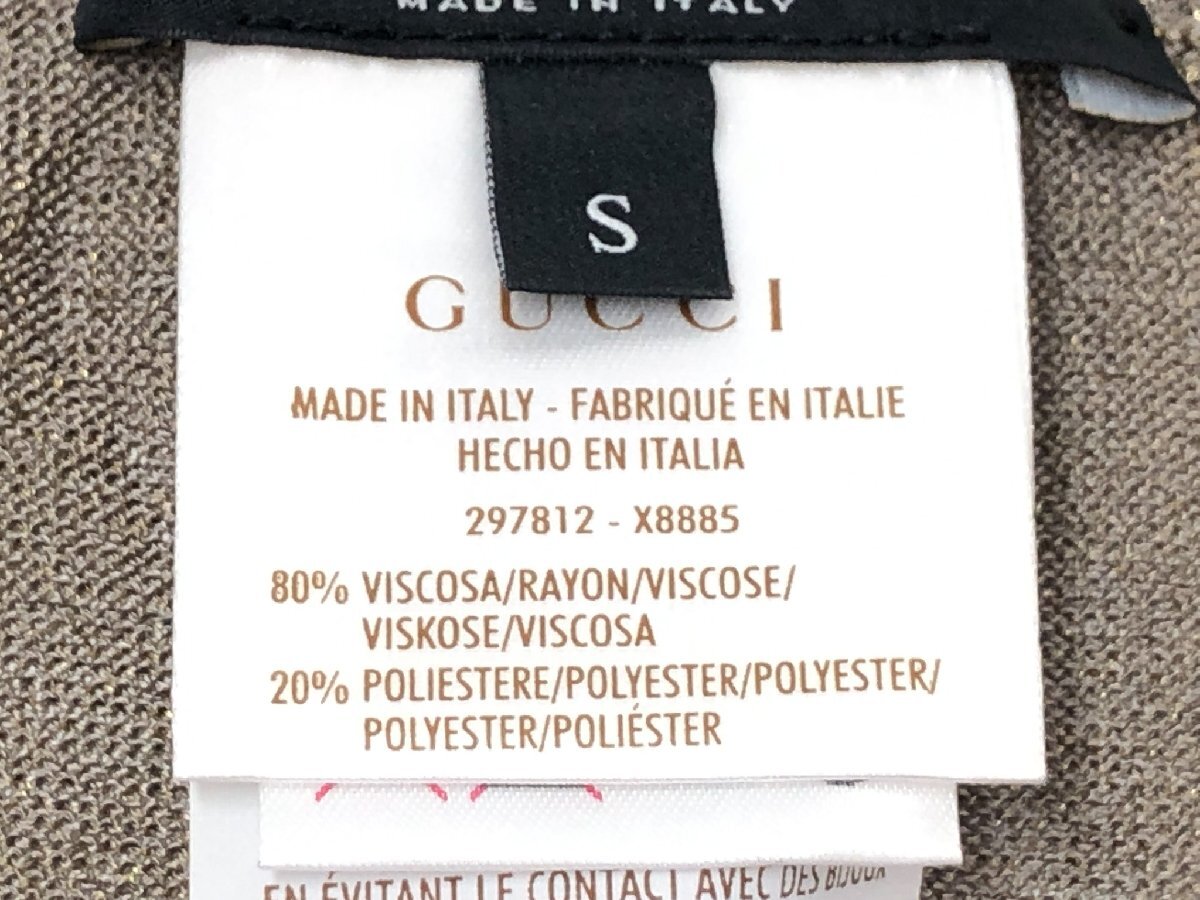 MADE IN ITALY
S
GUCCI
MADE IN ITALY - FABRIQUÉ EN ITALIE
HECHO EN ITALIA
297812 - X8885
80% VISCOSA/RAYON/VISCOSE/
VISKOSE/VISCOSA
20% POLIESTERE/POLYESTER/POLYESTER/
POLYESTER/POLIÉSTER
EN ÉVITANT LE CONTACT AVEC DES BIJOUX